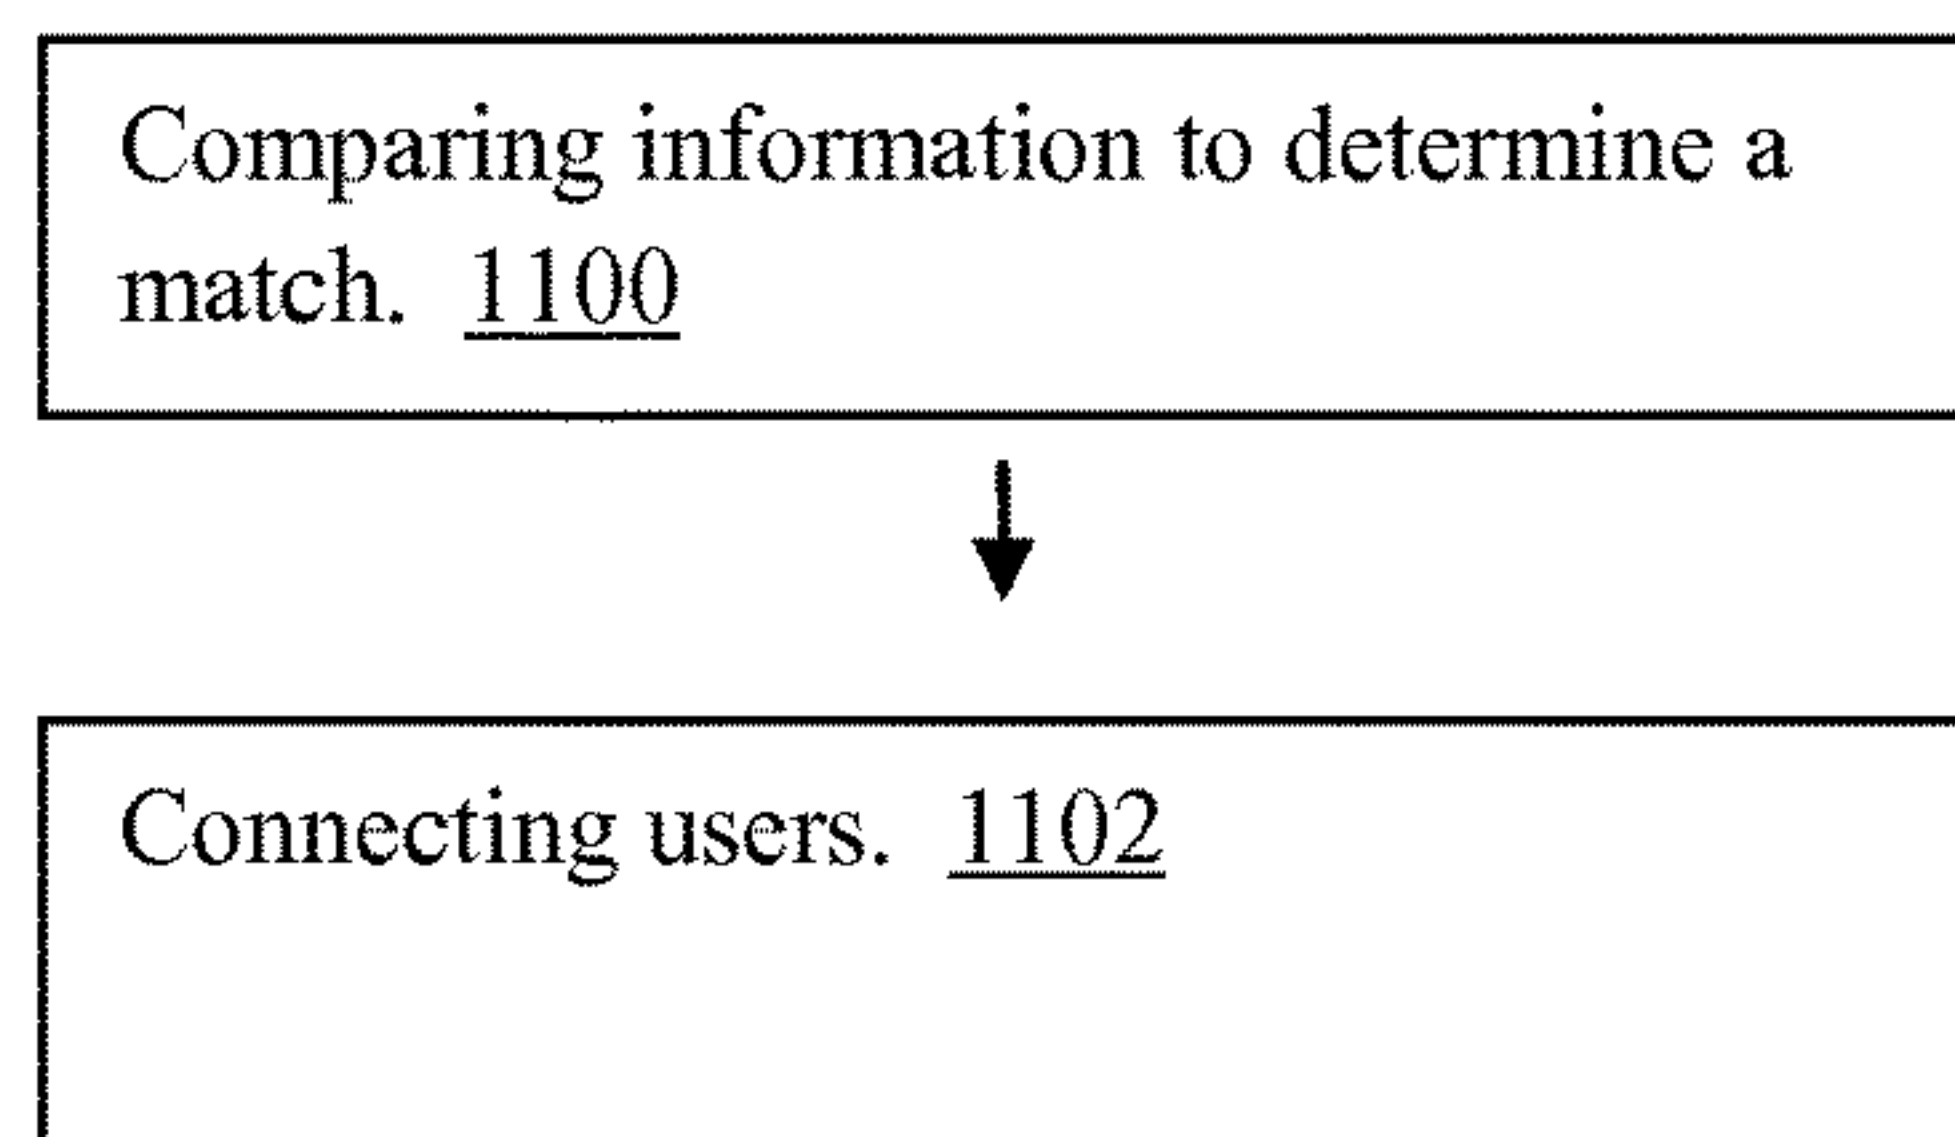 Comparing information to determine a
match. 1100
Connecting users. 1102